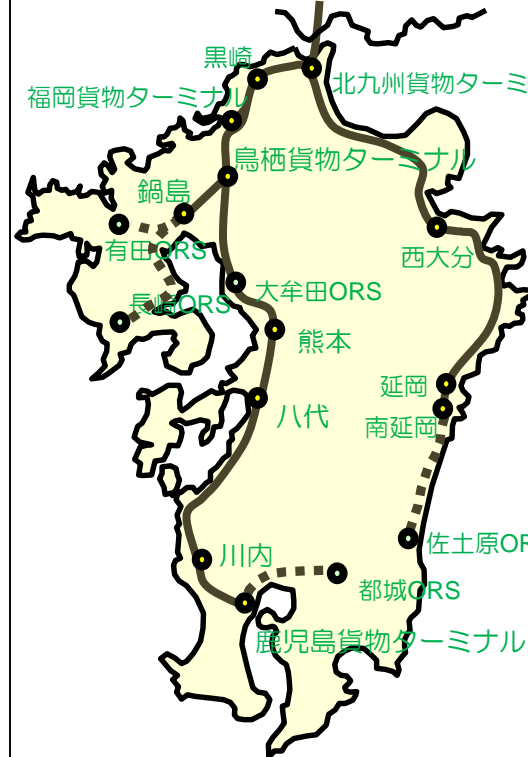 黒崎
北九州貨物ターミ
福岡貨物ターミナル
鳥栖貨物ターミナル
鍋島
有田ORS
西大分
大牟田ORS
長崎ORS
熊本
延岡
八代
南延岡
佐土原OR
川内
都城ORS
鹿児島貨物ターミナル